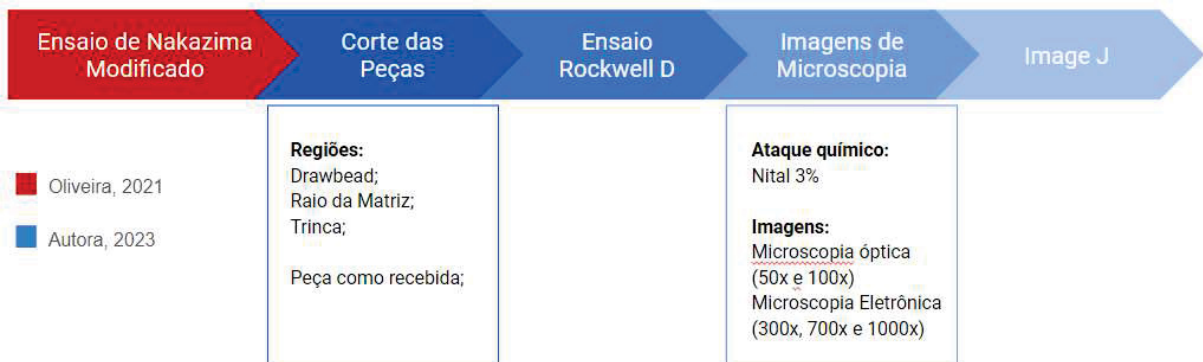 Ensaio de Nakazima
Modificado
Corte das
Peças
Ensaio
Rockwell D
Imagens de
Microscopia
Image J
Oliveira, 2021
Autora, 2023
Regiões:
Drawbead;
Raio da Matriz;
Trinca;
Peça como recebida;
Ataque químico:
Nital 3%
Imagens:
Microscopia óptica
(50x e 100x)
Microscopia Eletrônica
(300x, 700x e 1000x)